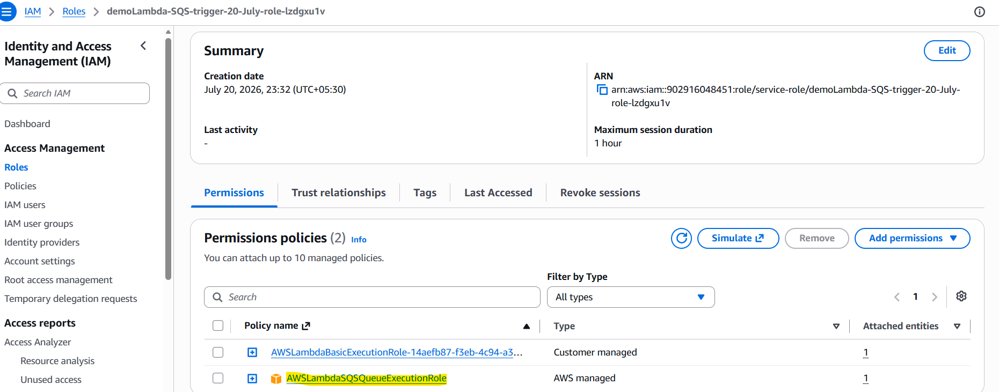 IAM > Roles > demoLambda-SQS-trigger-20-July-role-lzdgxu1v
Identity and Access
Management (IAM)
Search IAM
Dashboard
Access Management
Roles
Policies
IAM users
IAM user groups
Identity providers
Account settings
Root access management
Temporary delegation requests
Access reports
Access Analyzer
Resource analysis
Unused access
Summary
Edit
Creation date
July 20, 2026, 23:32 (UTC+05:30)
ARN
arn:aws:iam::902916048451:role/service-role/demoLambda-SQS-trigger-20-July-
role-lzdgxu1v
Last activity
-
Maximum session duration
1 hour
Permissions
Trust relationships
Tags
Last Accessed
Revoke sessions
Permissions policies (2) Info
Simulate
Remove
Add permissions
You can attach up to 10 managed policies.
Filter by Type
Search
All types
1
Policy name
Type
Attached entities
AWSLambdaBasicExecutionRole-14aefb87-f3eb-4c94-a3...
Customer managed
1
AWSLambdaSQSQueueExecutionRole
AWS managed
1